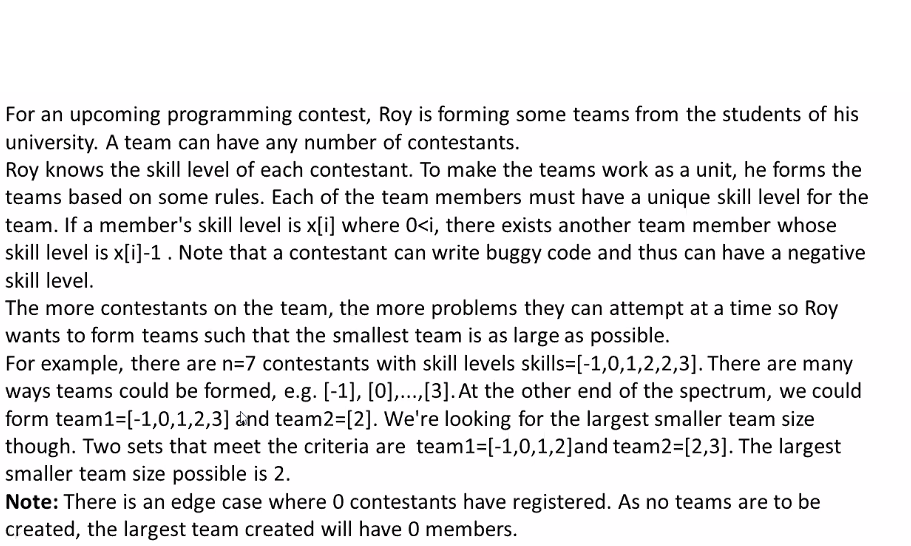 For an upcoming programming contest, Roy is forming some teams from the students of his
university. A team can have any number of contestants.
Roy knows the skill level of each contestant. To make the teams work as a unit, he forms the
teams based on some rules. Each of the team members must have a unique skill level for the
team. If a member's skill level is x[i] where 0<i, there exists another team member whose
skill level is x[i]-1 . Note that a contestant can write buggy code and thus can have a negative
skill level.
The more contestants on the team, the more problems they can attempt at a time so Roy
wants to form teams such that the smallest team is as large as possible.
For example, there are n=7 contestants with skill levels skills=[-1,0,1,2,2,3]. There are many
ways teams could be formed, e.g. [-1], [0],...,[3]. At the other end of the spectrum, we could
form team1=[-1,0,1,2,3] and team2=[2]. We're looking for the largest smaller team size
though. Two sets that meet the criteria are team1=[-1,0,1,2]and team2=[2,3]. The largest
smaller team size possible is 2.
Note: There is an edge case where 0 contestants have registered. As no teams are to be
created, the largest team created will have 0 members.